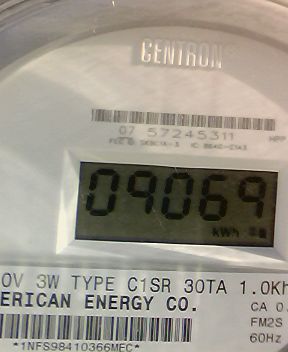 CENTRON
07 57245311
09069
kWh
0V 3W TYPE C1SR 30TA 1.0Kh
ERICAN ENERGY CO.
CA 0.
FM2S
60Hz
*1NFS98410366MEC*